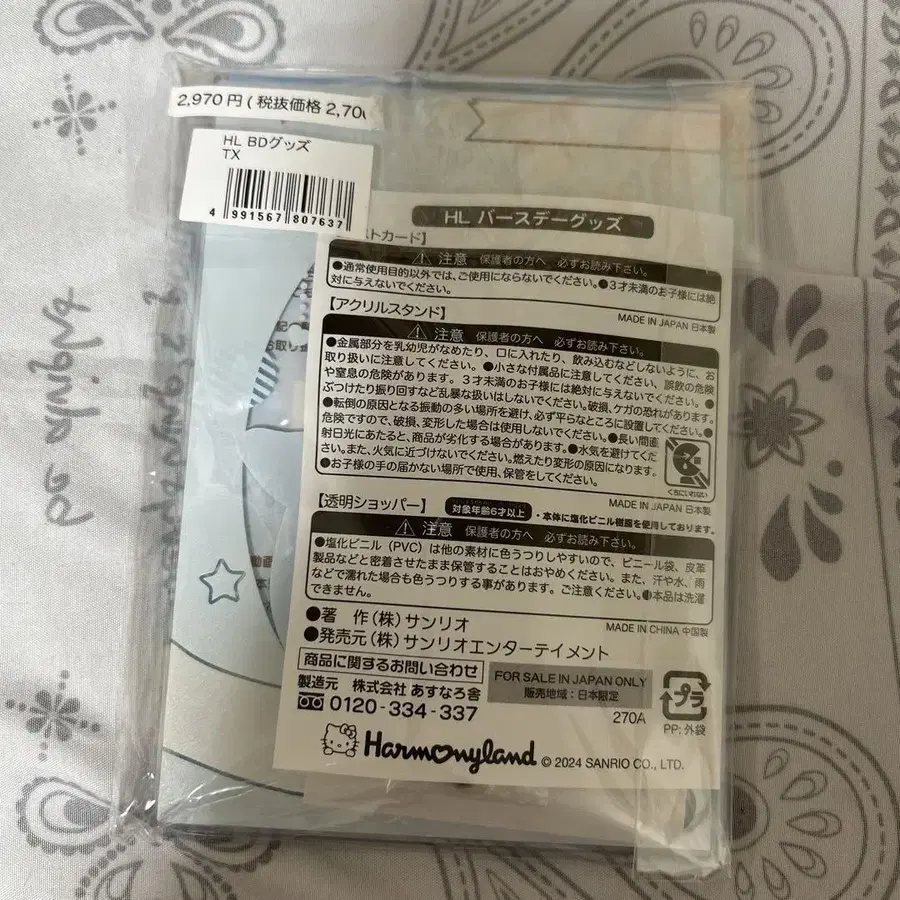 2,970円(税抜価格 2,70
HL BDグッズ
TX
4 991567 807637
HL バースデーグッズ
ストカード】
注意 保護者の方へ 必ずお読み下さい。
●通常使用目的以外では、ご使用にならないでください。●3才未満のお子様には絶
対に与えないでください。
MADE IN JAPAN 日本製
【アクリルスタンド】
注意 保護者の方へ 必ずお読み下さい。
●金属部分を乳幼児がなめたり、口に入れたり、飲み込むなどしないように、お
取り扱いに注意してください。●小さな付属品に注意してください、誤飲の危険
や窒息の危険があります。3才未満のお子様には絶対に与えないでください。●
ぶつけたり振り回すなど乱暴な扱いはしないでください。破損、ケガの恐れがあります。
●転倒の原因となる振動の多い場所を避け、必ず平らなところに設置してください。●
危険ですので、破損、変形した場合は使用しないでください。●長い間直
射日光にあたると、商品が劣化する場合があります。●水気を避けてくだ
さい。また、火気に近づけないでください。燃えたり変形の原因になります。
●お子様の手の届かない場所で使用、保管をしてください。
くちにいれない
MADE IN JAPAN 日本製
【透明ショッパー】 対象年齢6才以上 ・本体に塩化ビニル樹脂を使用しております。
注意 保護者の方へ 必ずお読み下さい。
●塩化ビニル(PVC)は他の素材に色うつりしやすいので、ビニール袋、皮革
製品などと密着させたまま保管することはおやめください。また、汗や水、雨
などで濡れた場合も色うつりする事があります。ご注意ください。●本品は洗濯
できません。
MADE IN CHINA 中国製
●著 作(株)サンリオ
●発売元(株)サンリオエンターテイメント
商品に関するお問い合わせ
製造元 株式会社 あすなろ舎
0120-334-337
FOR SALE IN JAPAN ONLY
販売地域:日本限定
270A
プラ
PP:外袋
Harmonyland © 2024 SANRIO CO., LTD.